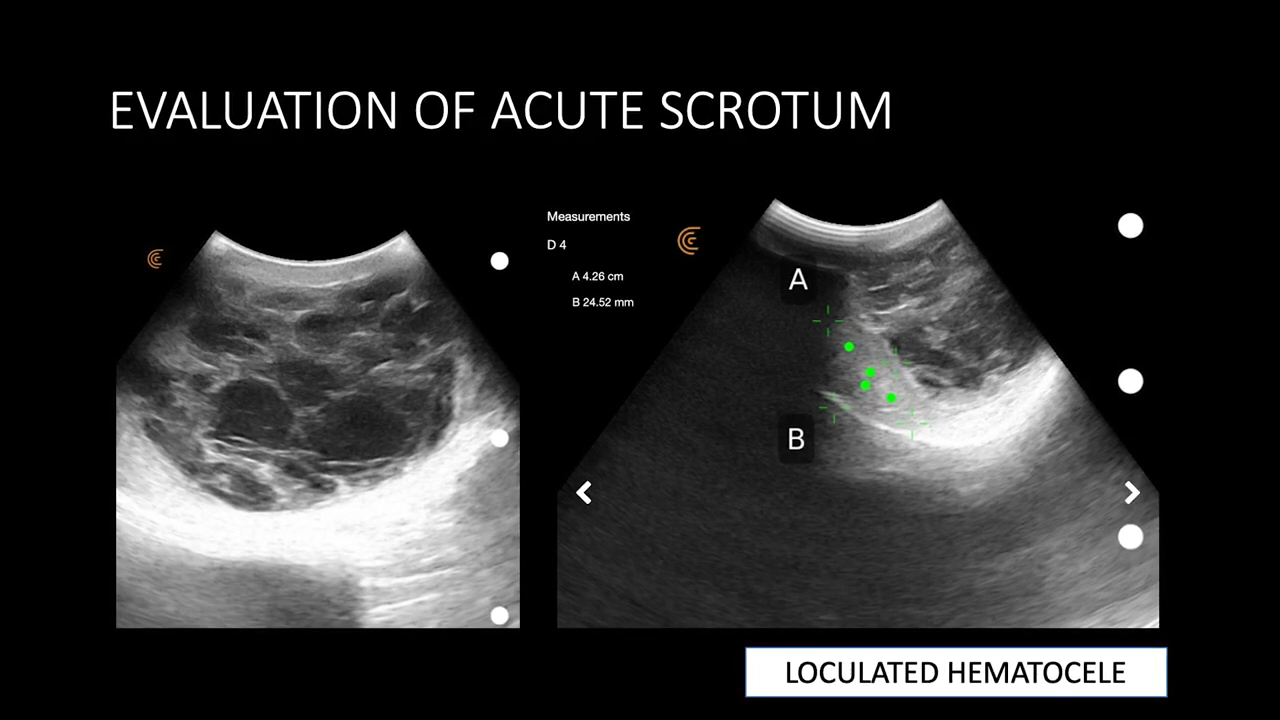 EVALUATION OF ACUTE SCROTUM
Measurements
D 4
A 4.26 cm
B 24.52 mm
A
B
LOCULATED HEMATOCELE